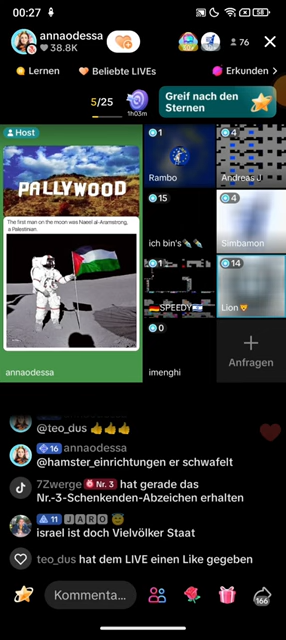 00:27
58
annaodessa
38.8K
76
Lernen
Beliebte LIVEs
Erkunden >
5/25
1h03m
Greif nach den
Sternen
Host
PALLYWOOD
The first man on the moon was Naeed al-Aramstrong,
a Palestinian.
annaodessa
1
Rambo
4
Andreas J
15
ich bin's
4
Simbamon
1
SPEEDY
14
Lion
0
imenghi
Anfragen
@teo_dus 👍👍👍
16 annaodessa
@hamster_einrichtungen er schwafelt
7Zwerge Nr. 3 hat gerade das
Nr.-3-Schenkenden-Abzeichen erhalten
11 JARO 😇
israel ist doch Vielvölker Staat
teo_dus hat dem LIVE einen Like gegeben
Kommenta...
166